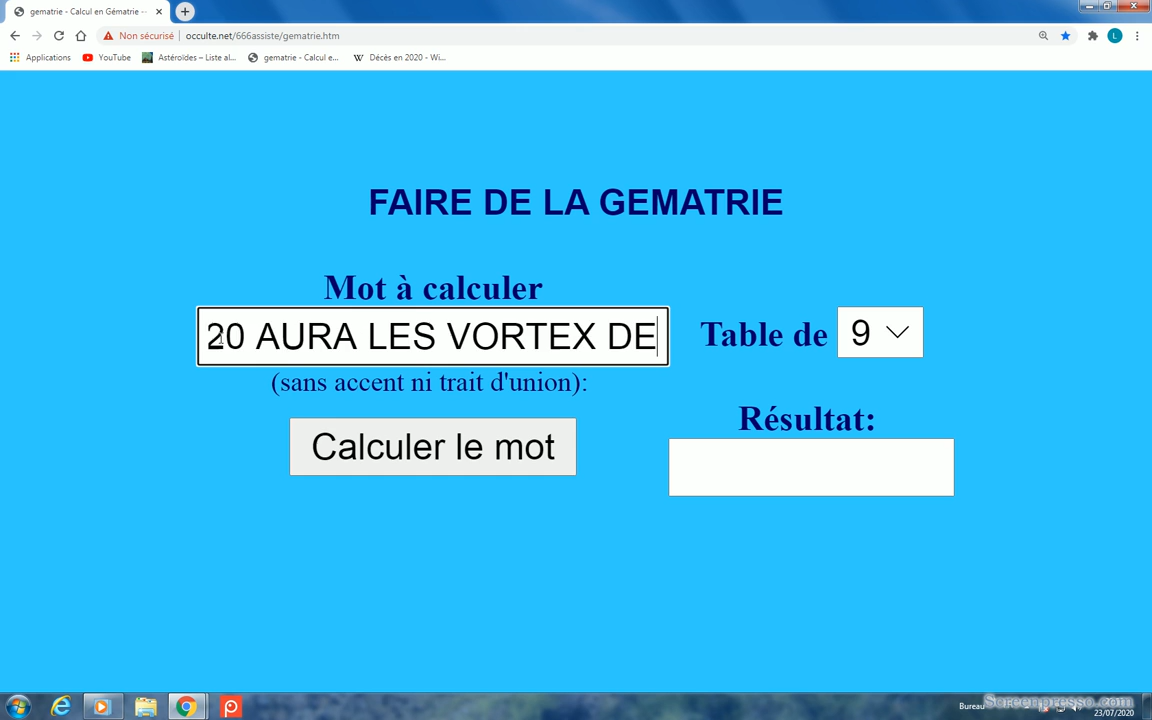 gematrie - Calcul en Gématrie --
Non sécurisé
occulte.net/666assiste/gematrie.htm
L
Applications
YouTube
Astéroïdes – Liste al...
gematrie - Calcul e...
Décès en 2020 - Wi...
FAIRE DE LA GEMATRIE
Mot à calculer
20 AURA LES VORTEX DE
Table de 9
(sans accent ni trait d'union):
Calculer le mot
Résultat:
Bureau
Screenpresso.com
23/07/2020